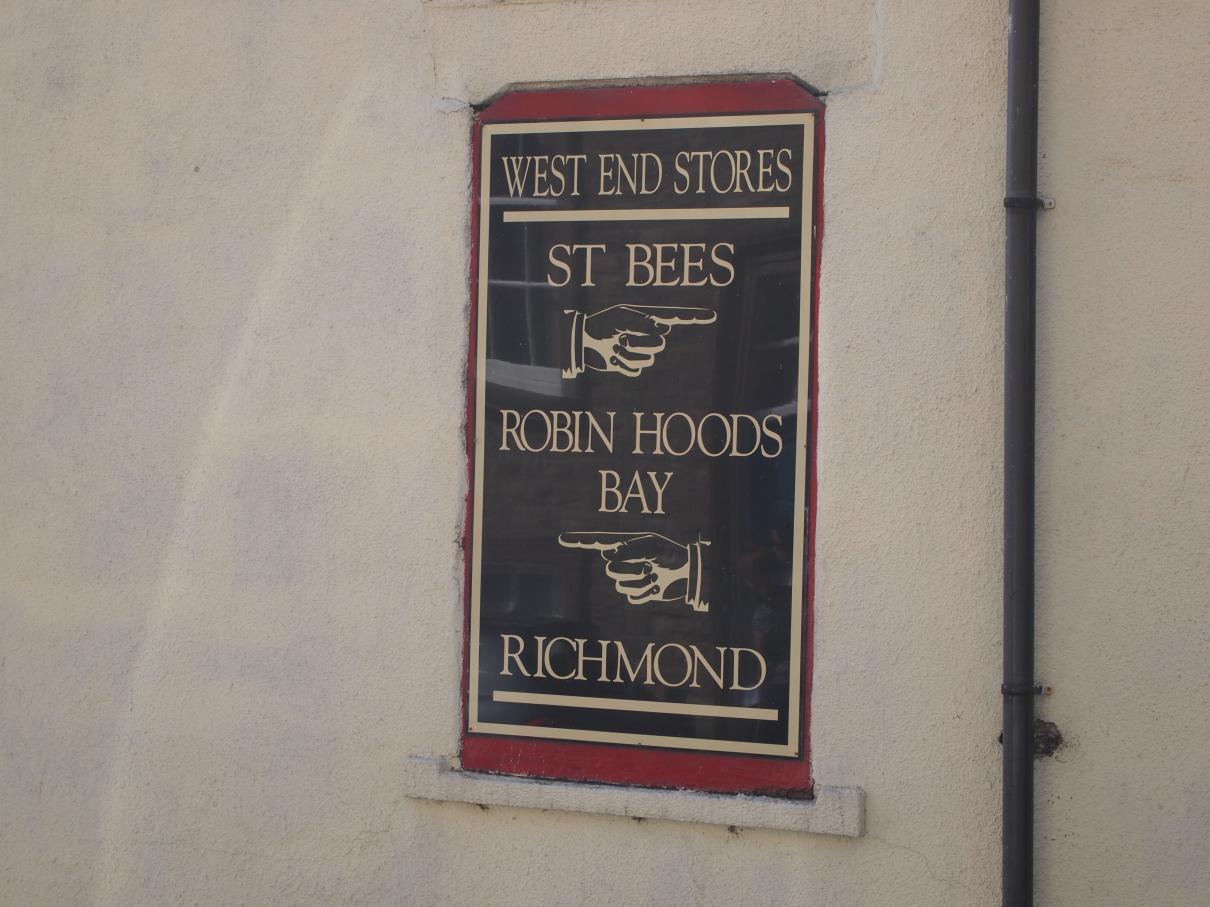 WEST END STORES
ST BEES
ROBIN HOODS
BAY
RICHMOND